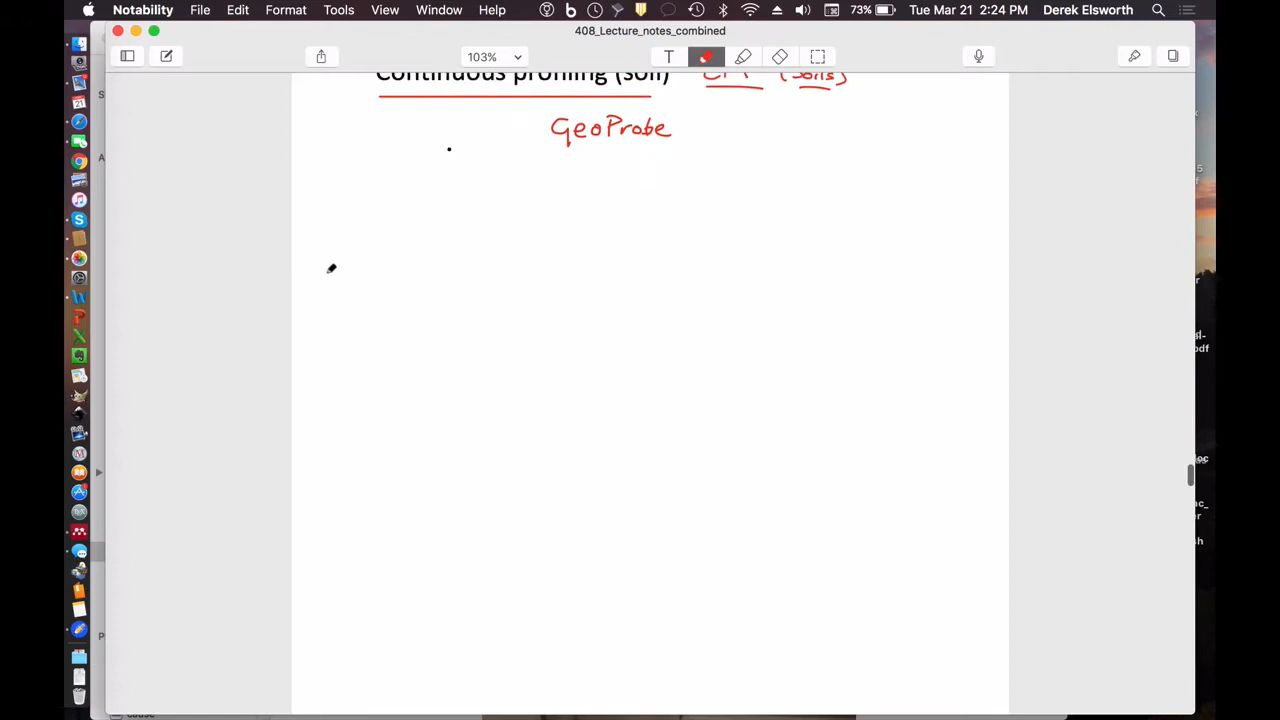 Notability File Edit Format Tools View Window Help 73% Tue Mar 21 2:24 PM Derek Elsworth
408_Lecture_notes_combined
103% T
Continuous profiling (soil) CPT (Soils)
GeoProbe